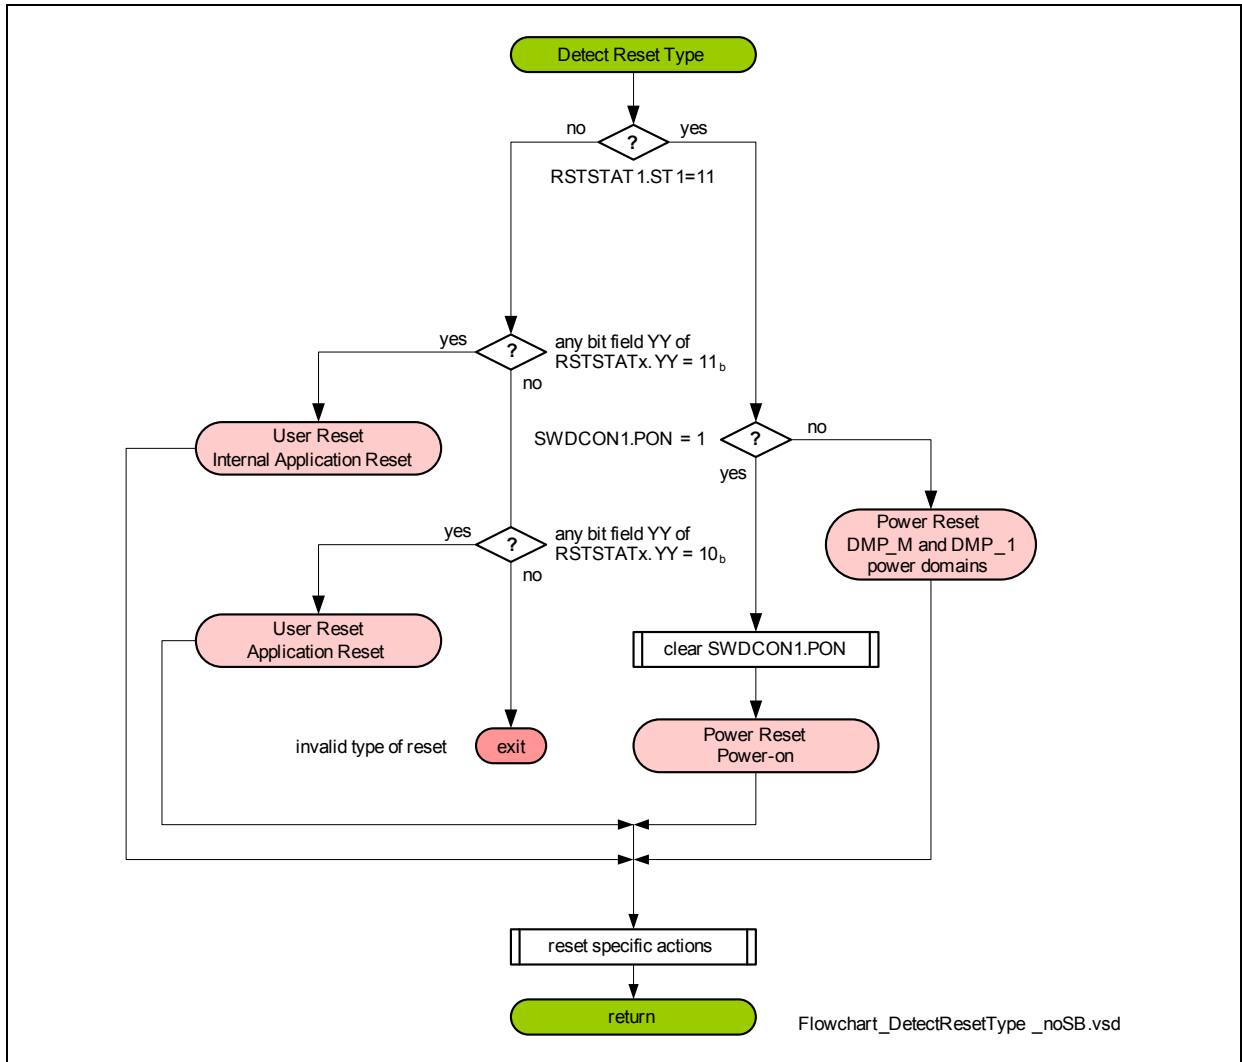 Detect Reset Type
no
yes
?
RSTSTAT1.ST1=11
yes
?
any bit field YY of
RSTSTATx.YY = 11b
no
User Reset
Internal Application Reset
SWDCON1.PON = 1
?
no
yes
yes
?
any bit field YY of
RSTSTATx.YY = 10b
no
Power Reset
DMP_M and DMP_1
power domains
User Reset
Application Reset
clear SWDCON1.PON
invalid type of reset
exit
Power Reset
Power-on
reset specific actions
return
Flowchart_DetectResetType _noSB.vsd